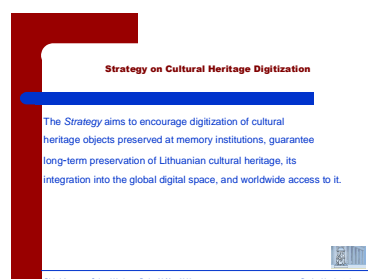 Strategy on Cultural Heritage Digitization
The Strategy aims to encourage digitization of cultural
heritage objects preserved at memory institutions, guarantee
long-term preservation of Lithuanian cultural heritage, its
integration into the global digital space, and worldwide access to it.